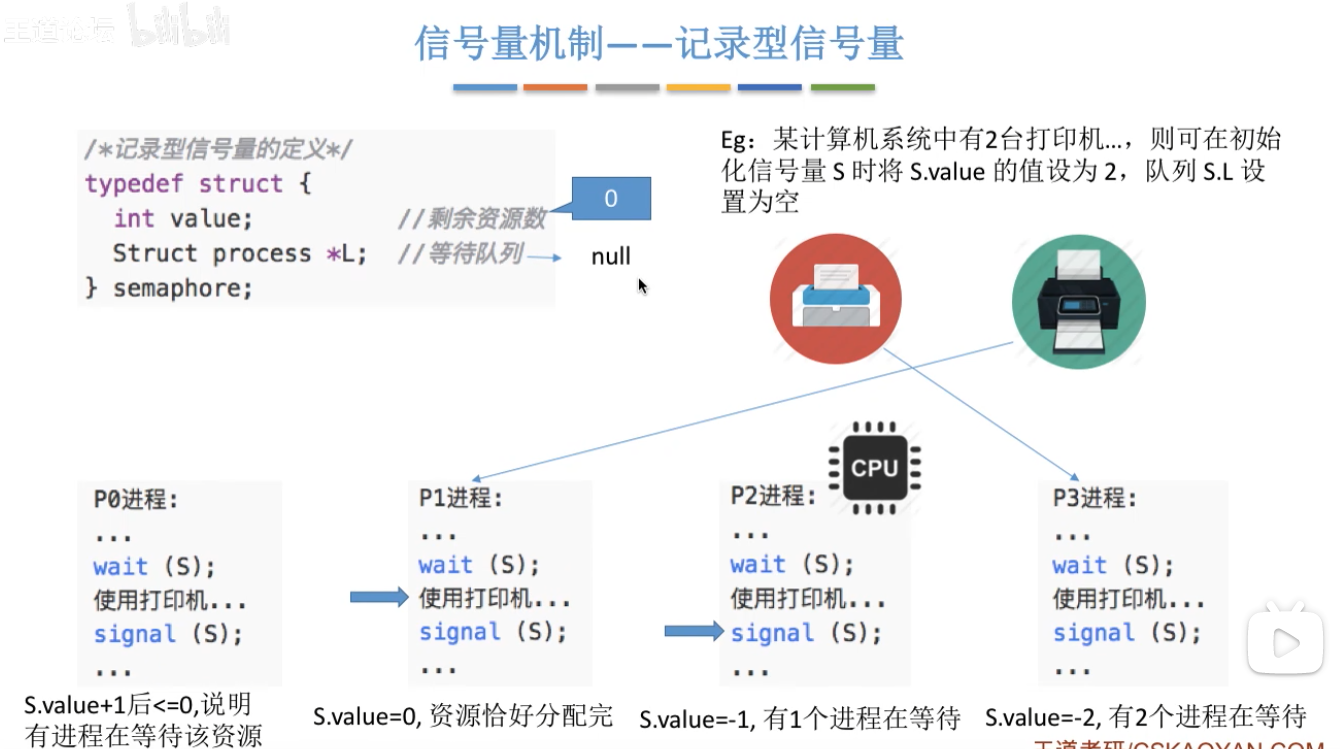 王道论坛 bilibili
信号量机制——记录型信号量
/*记录型信号量的定义*/
typedef struct {
int value; //剩余资源数
Struct process *L; //等待队列
} semaphore;
0
null
Eg：某计算机系统中有2台打印机…，则可在初始
化信号量 S 时将 S.value 的值设为 2，队列 S.L 设
置为空
CPU
P0进程:
...
wait (S);
使用打印机...
signal (S);
...
S.value+1后<=0,说明
有进程在等待该资源
P1进程:
...
wait (S);
使用打印机...
signal (S);
...
S.value=0, 资源恰好分配完
P2进程:
...
wait (S);
使用打印机...
signal (S);
...
S.value=-1, 有1个进程在等待
P3进程:
...
wait (S);
使用打印机...
signal (S);
...
S.value=-2, 有2个进程在等待
王道考研/CSKAOYAN.COM